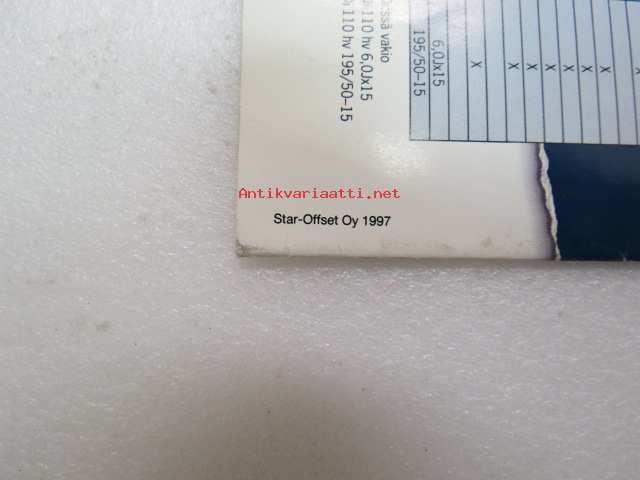 ssä vakio
110 hv 6,0Jx15
110 hv 195/50-15
195/50-15
6,0Jx15
X
X
X
X
X
X
X
Antikvariaatti.net
Star-Offset Oy 1997